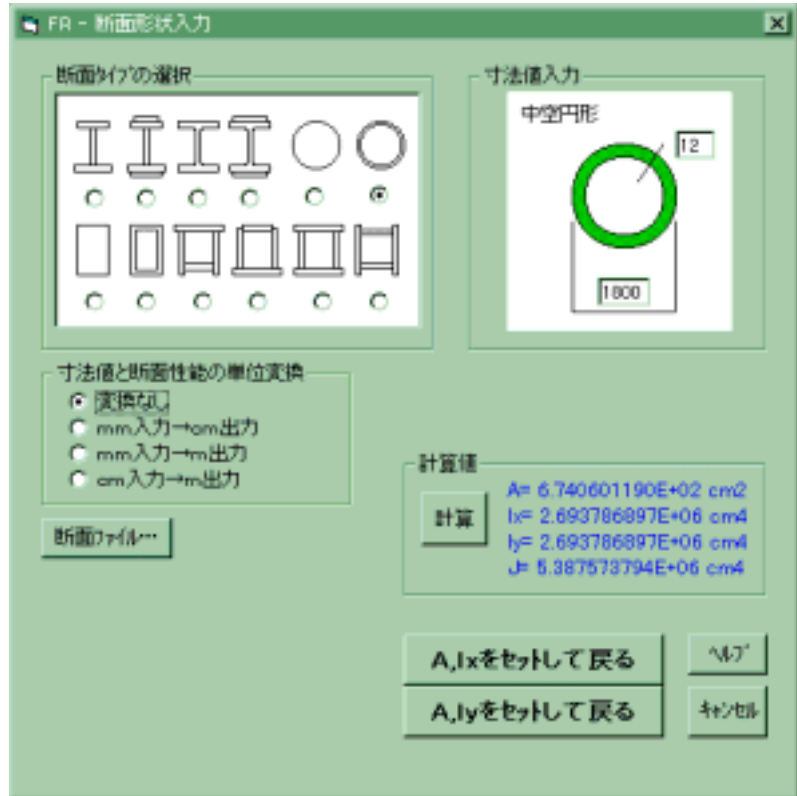 FR - 断面形状入力
断面ﾀｲﾌﾟの選択
寸法値入力
中空円形
12
1800
寸法値と断面性能の単位変換
変換なし
mm入力→cm出力
mm入力→m出力
cm入力→m出力
断面ﾌｧｲﾙ…
計算値
計算
A= 6.740601190E+02 cm2
Ix= 2.693786897E+06 cm4
Iy= 2.693786897E+06 cm4
J= 5.387573794E+06 cm4
A,Ixをｾｯﾄして戻る
ﾍﾙﾌﾟ
A,Iyをｾｯﾄして戻る
ｷｬﾝｾﾙ